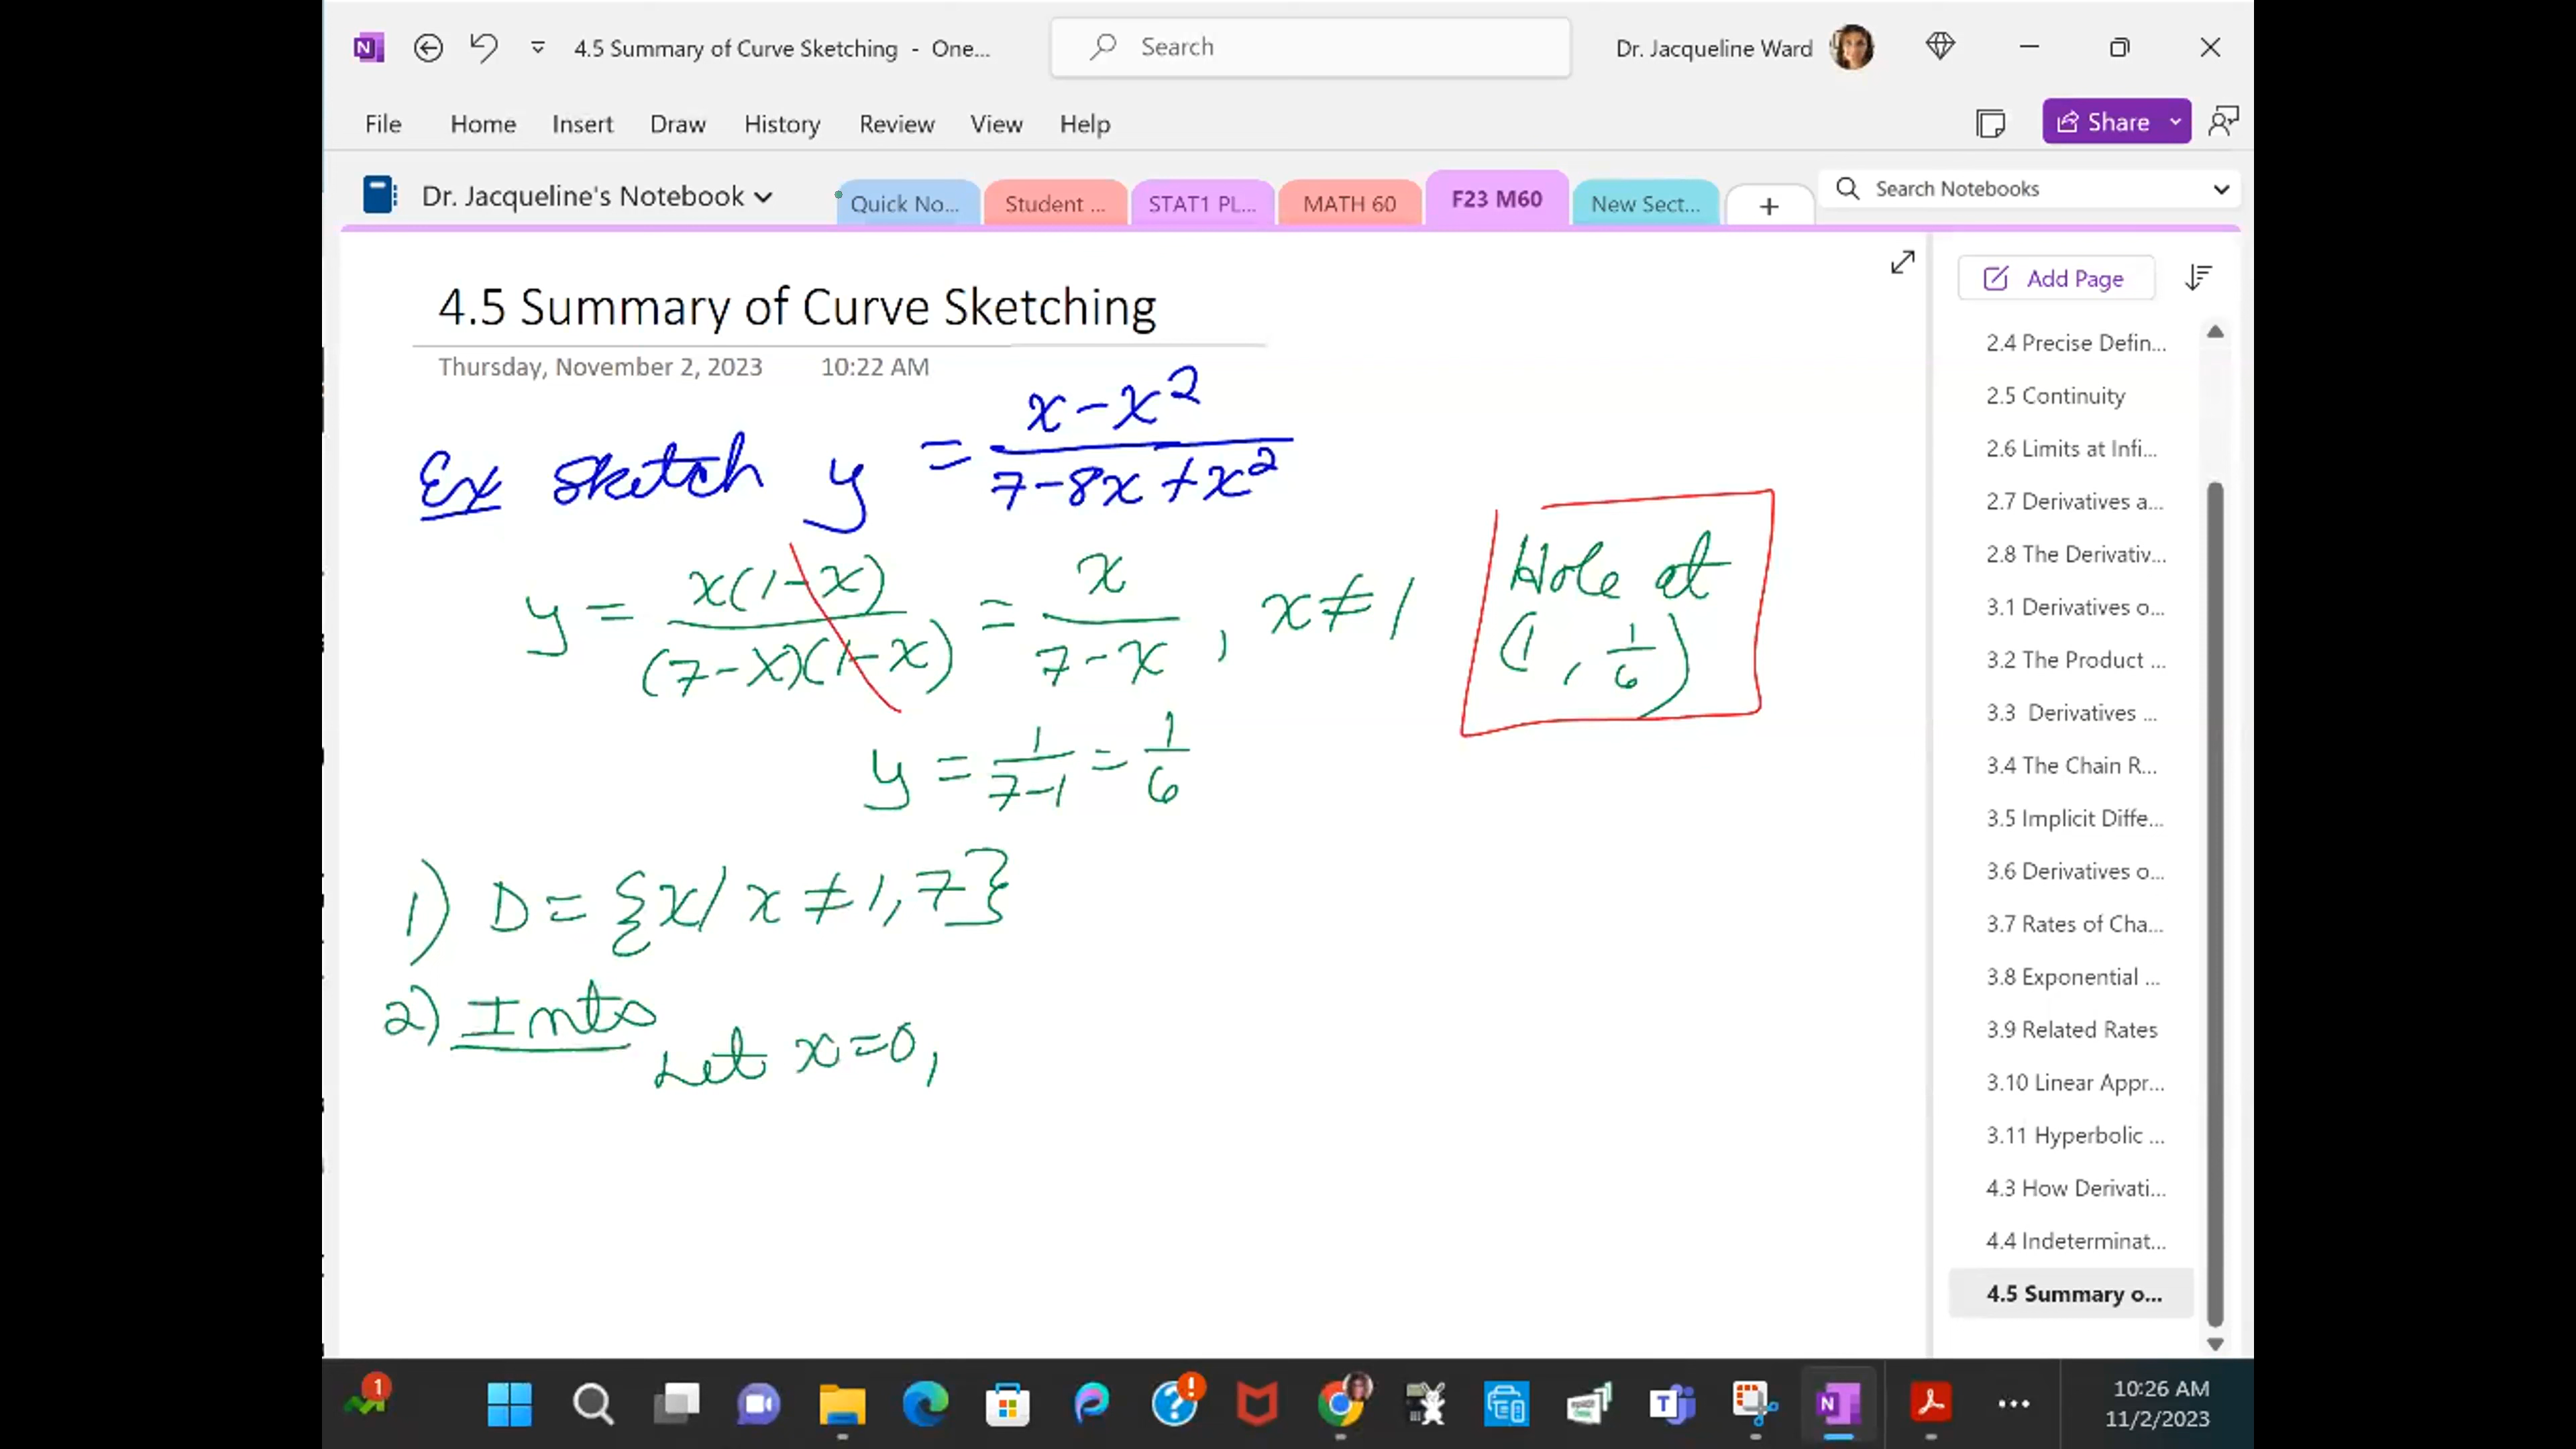 4.5 Summary of Curve Sketching - One...
Search
Dr. Jacqueline Ward
File Home Insert Draw History Review View Help
Share
Dr. Jacqueline's Notebook
Quick No... Student ... STAT1 PL... MATH 60 F23 M60 New Sect... +
Search Notebooks
4.5 Summary of Curve Sketching
Thursday, November 2, 2023 10:22 AM
Ex sketch y = (x-x²)/(7-8x+x²)
y = x(1-x)/((7-x)(1-x)) = x/(7-x), x≠1
Hole at
(1, 1/6)
y = 1/(7-1) = 1/6
1) D = {x/ x≠1,7}
2) Ints
Let x=0,
Add Page
2.4 Precise Defin...
2.5 Continuity
2.6 Limits at Infi...
2.7 Derivatives a...
2.8 The Derivativ...
3.1 Derivatives o...
3.2 The Product ...
3.3 Derivatives ...
3.4 The Chain R...
3.5 Implicit Diffe...
3.6 Derivatives o...
3.7 Rates of Cha...
3.8 Exponential ...
3.9 Related Rates
3.10 Linear Appr...
3.11 Hyperbolic ...
4.3 How Derivati...
4.4 Indeterminat...
4.5 Summary o...
1
10:26 AM
11/2/2023